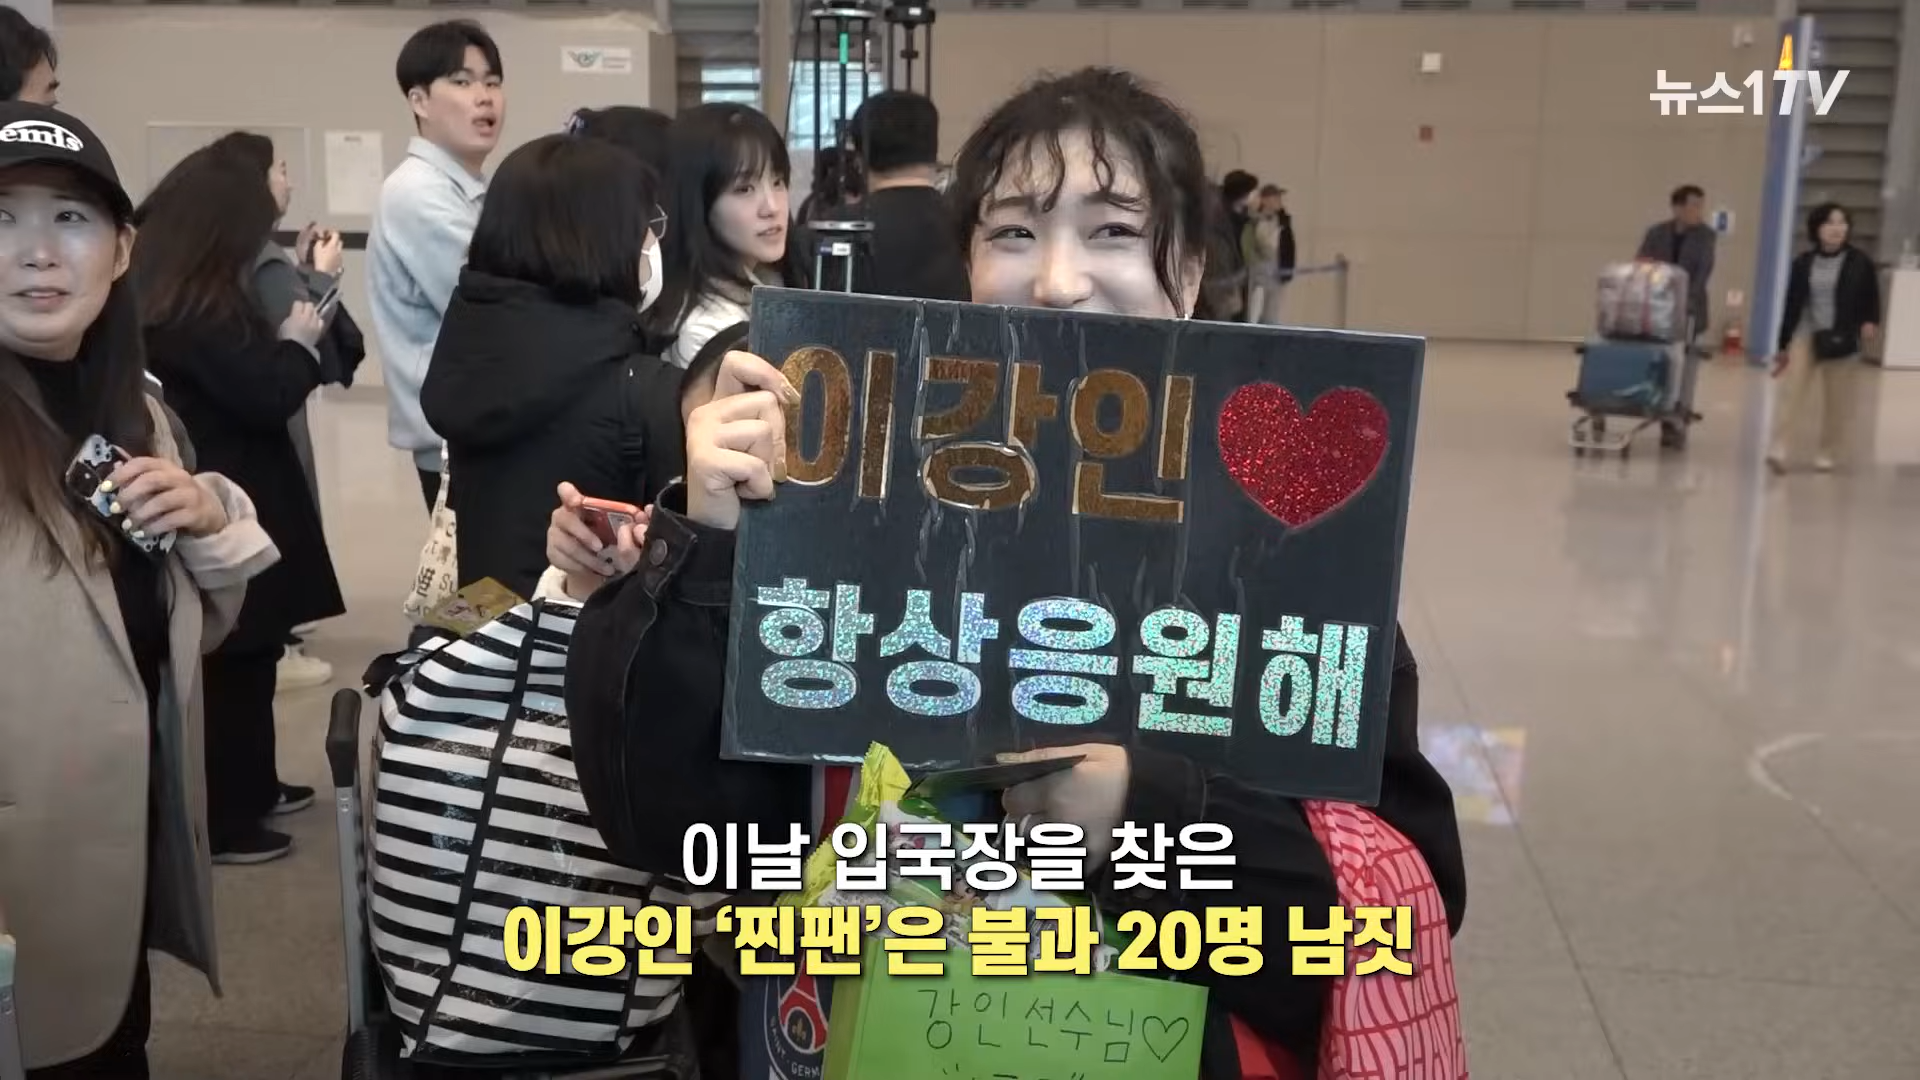 뉴스1TV
emis
이강인♥
항상응원해
이날 입국장을 찾은
이강인 ‘찐팬’은 불과 20명 남짓
강인선수님♡